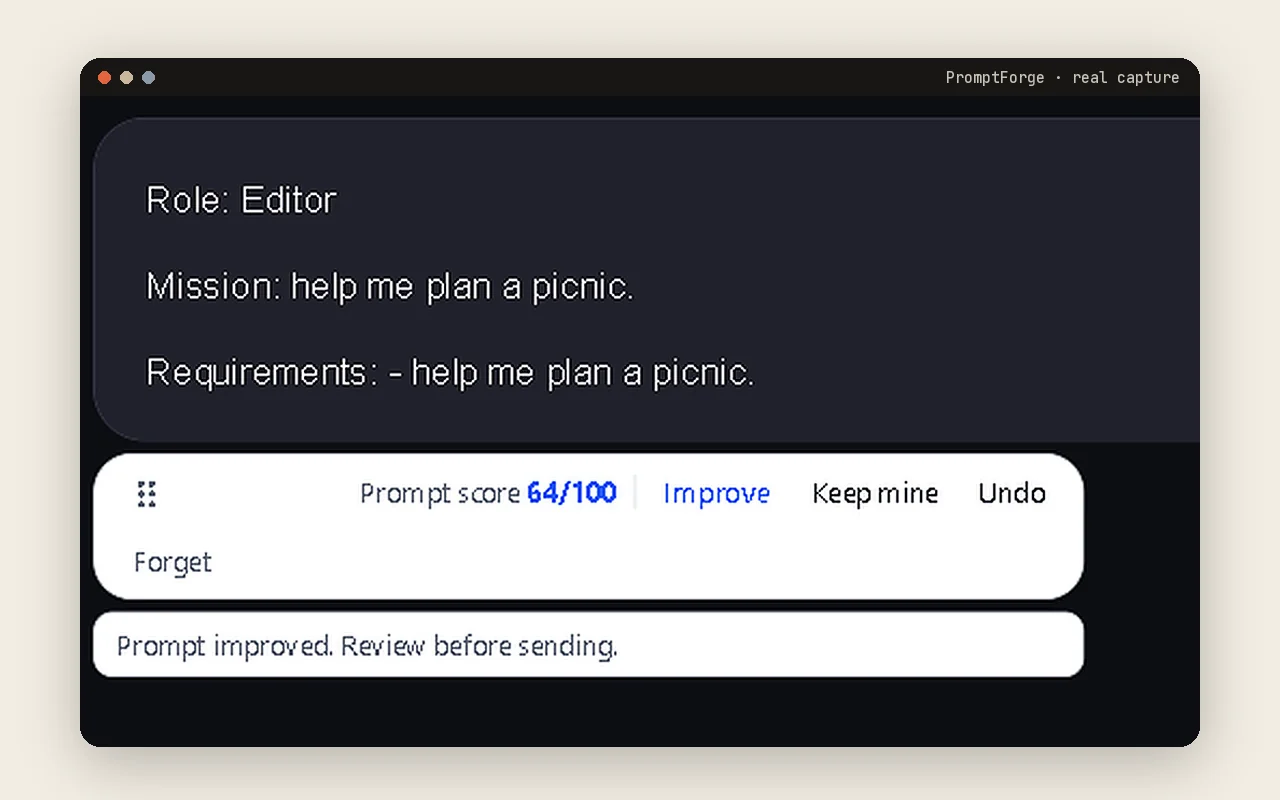 PromptForge · real capture
Role: Editor
Mission: help me plan a picnic.
Requirements: - help me plan a picnic.
Prompt score 64/100 Improve Keep mine Undo
Forget
Prompt improved. Review before sending.